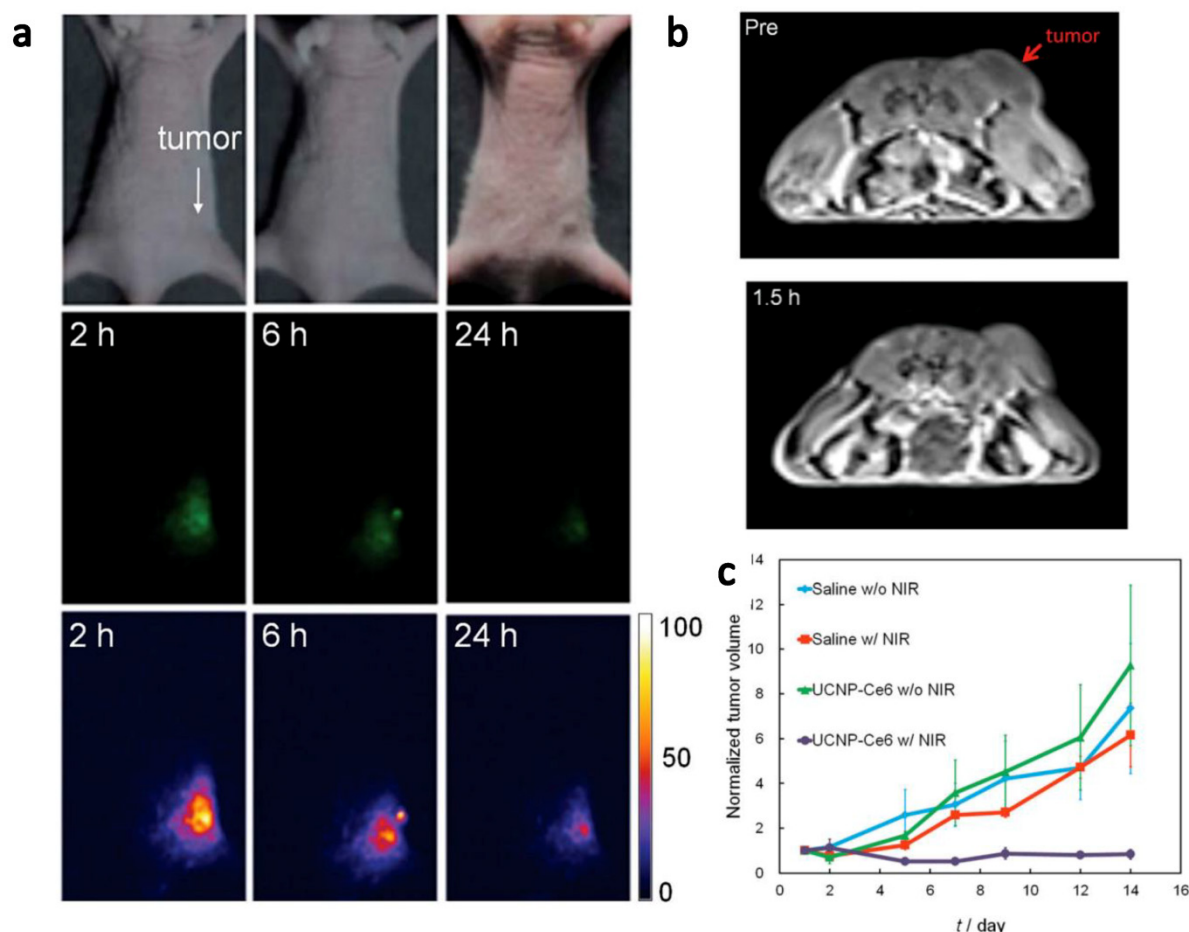 a
tumor
2 h
6 h
24 h
2 h
6 h
24 h
100
50
0
b
Pre
tumor
1.5 h
c
Normalized tumor volume
14
12
10
8
6
4
2
0
Saline w/o NIR
Saline w/ NIR
UCNP-Ce6 w/o NIR
UCNP-Ce6 w/ NIR
0 2 4 6 8 10 12 14 16
t / day